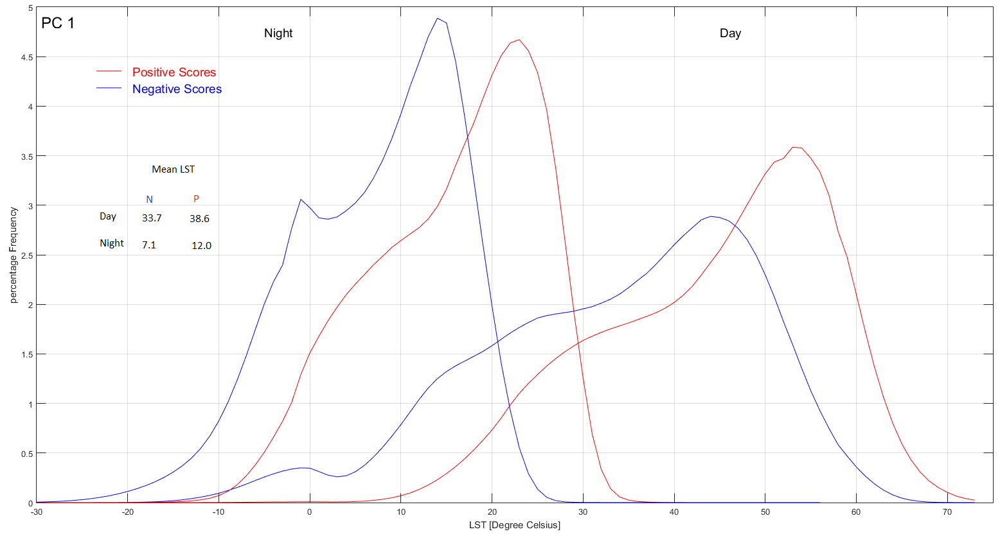 PC 1
Night
Day
Positive Scores
Negative Scores
Mean LST
N P
Day 33.7 38.6
Night 7.1 12.0
percentage Frequency
5
4.5
4
3.5
3
2.5
2
1.5
1
0.5
0
-30 -20 -10 0 10 20 30 40 50 60 70
LST [Degree Celsius]